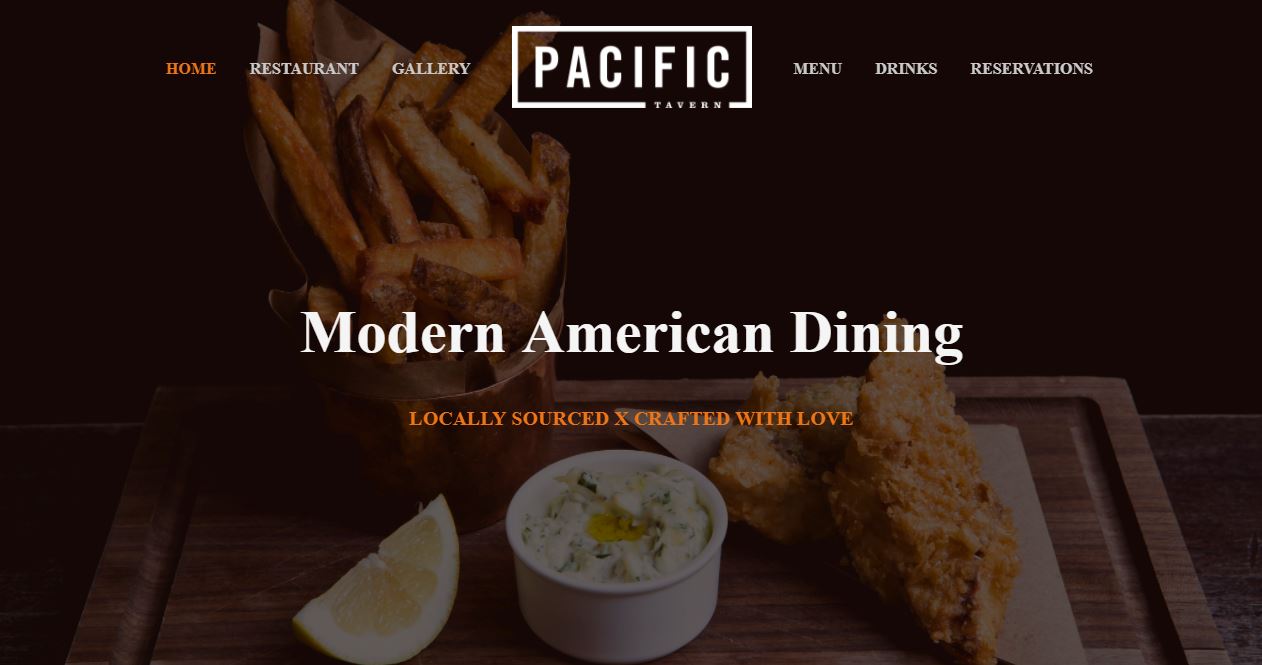 HOME RESTAURANT GALLERY PACIFIC MENU DRINKS RESERVATIONS
TAVERN
Modern American Dining
LOCALLY SOURCED X CRAFTED WITH LOVE